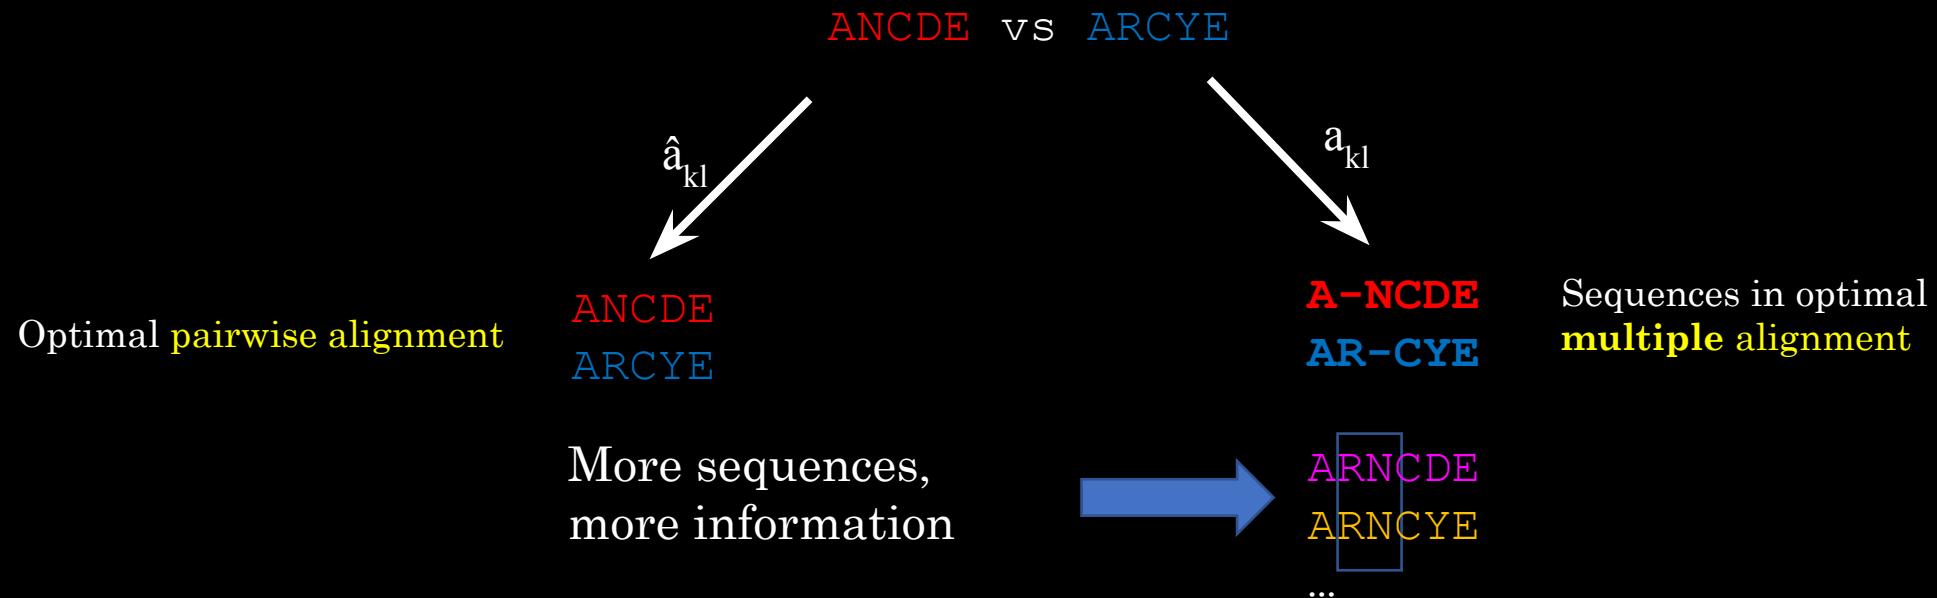 ANCDE vs ARCYE
âkl
akl
Optimal pairwise alignment
ANCDE
ARCYE
A-NCDE
AR-CYE
Sequences in optimal
multiple alignment
More sequences,
more information
ARNCDE
ARNCYE
...